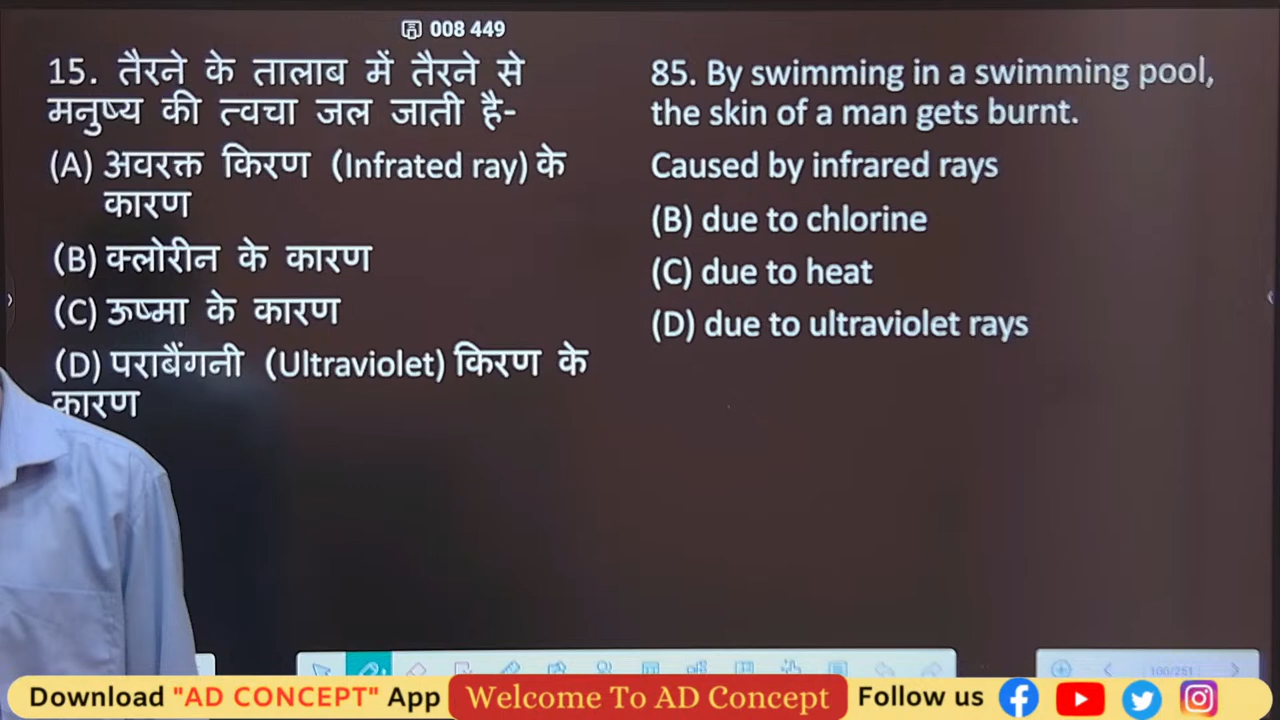 008 449
15. तैरने के तालाब में तैरने से
मनुष्य की त्वचा जल जाती है-
(A) अवरक्त किरण (Infrated ray) के
कारण
(B) क्लोरीन के कारण
(C) ऊष्मा के कारण
(D) पराबैंगनी (Ultraviolet) किरण के
कारण
85. By swimming in a swimming pool,
the skin of a man gets burnt.
Caused by infrared rays
(B) due to chlorine
(C) due to heat
(D) due to ultraviolet rays
100/251
Download "AD CONCEPT" App
Welcome To AD Concept
Follow us